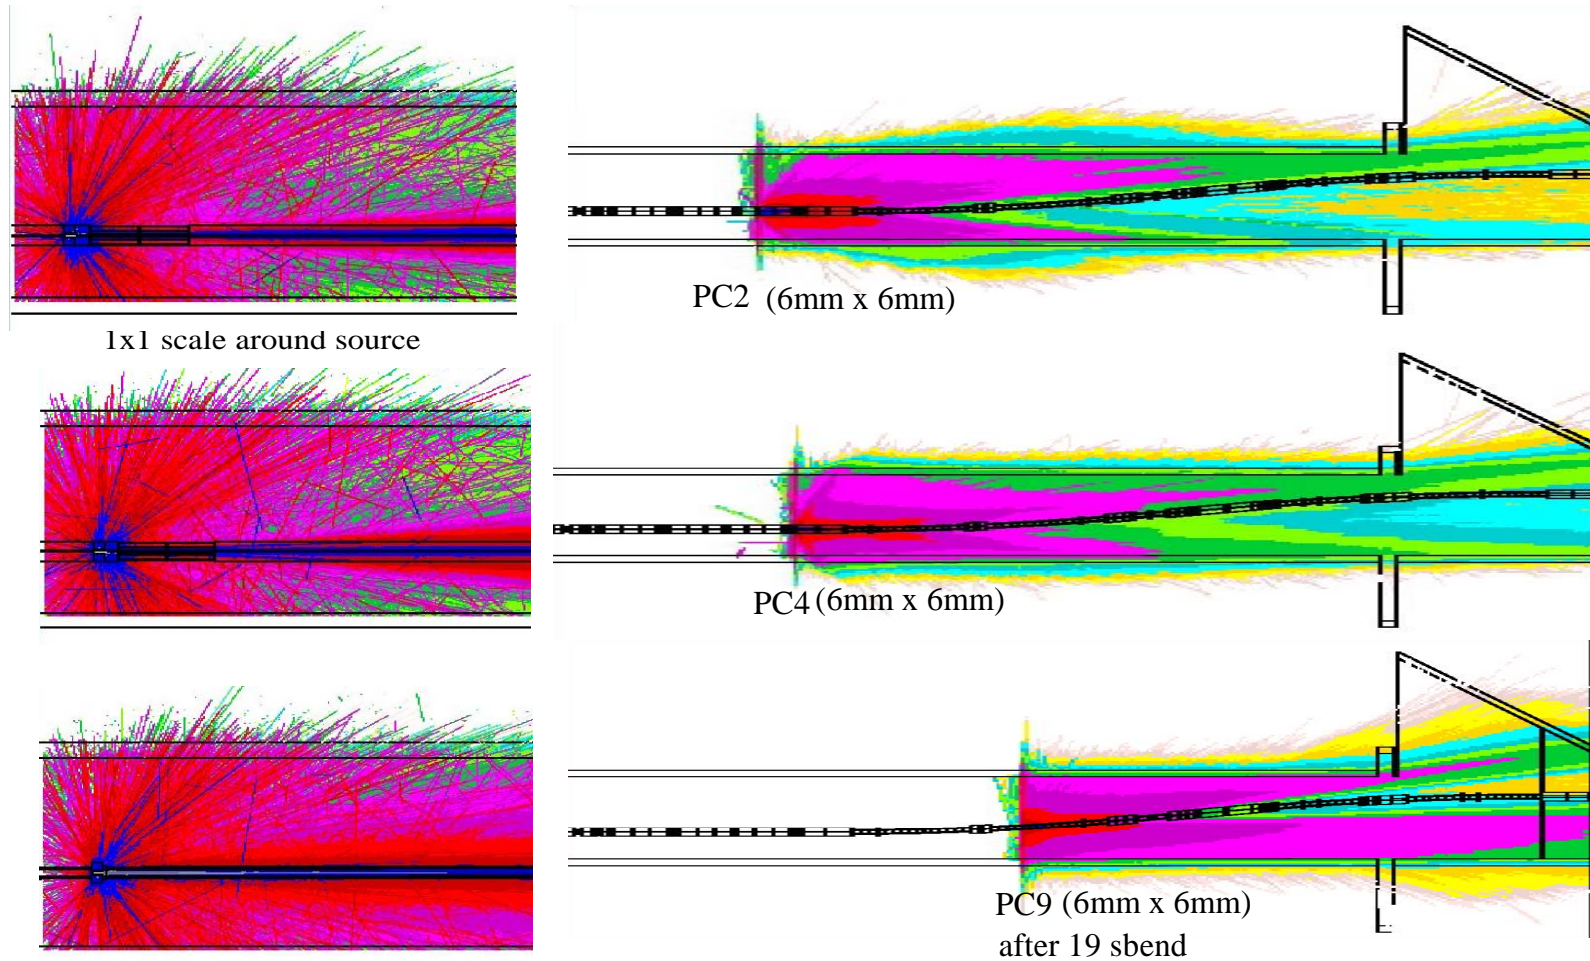 PC2 (6mm x 6mm)
1x1 scale around source
PC4 (6mm x 6mm)
PC9 (6mm x 6mm)
after 19 sbend